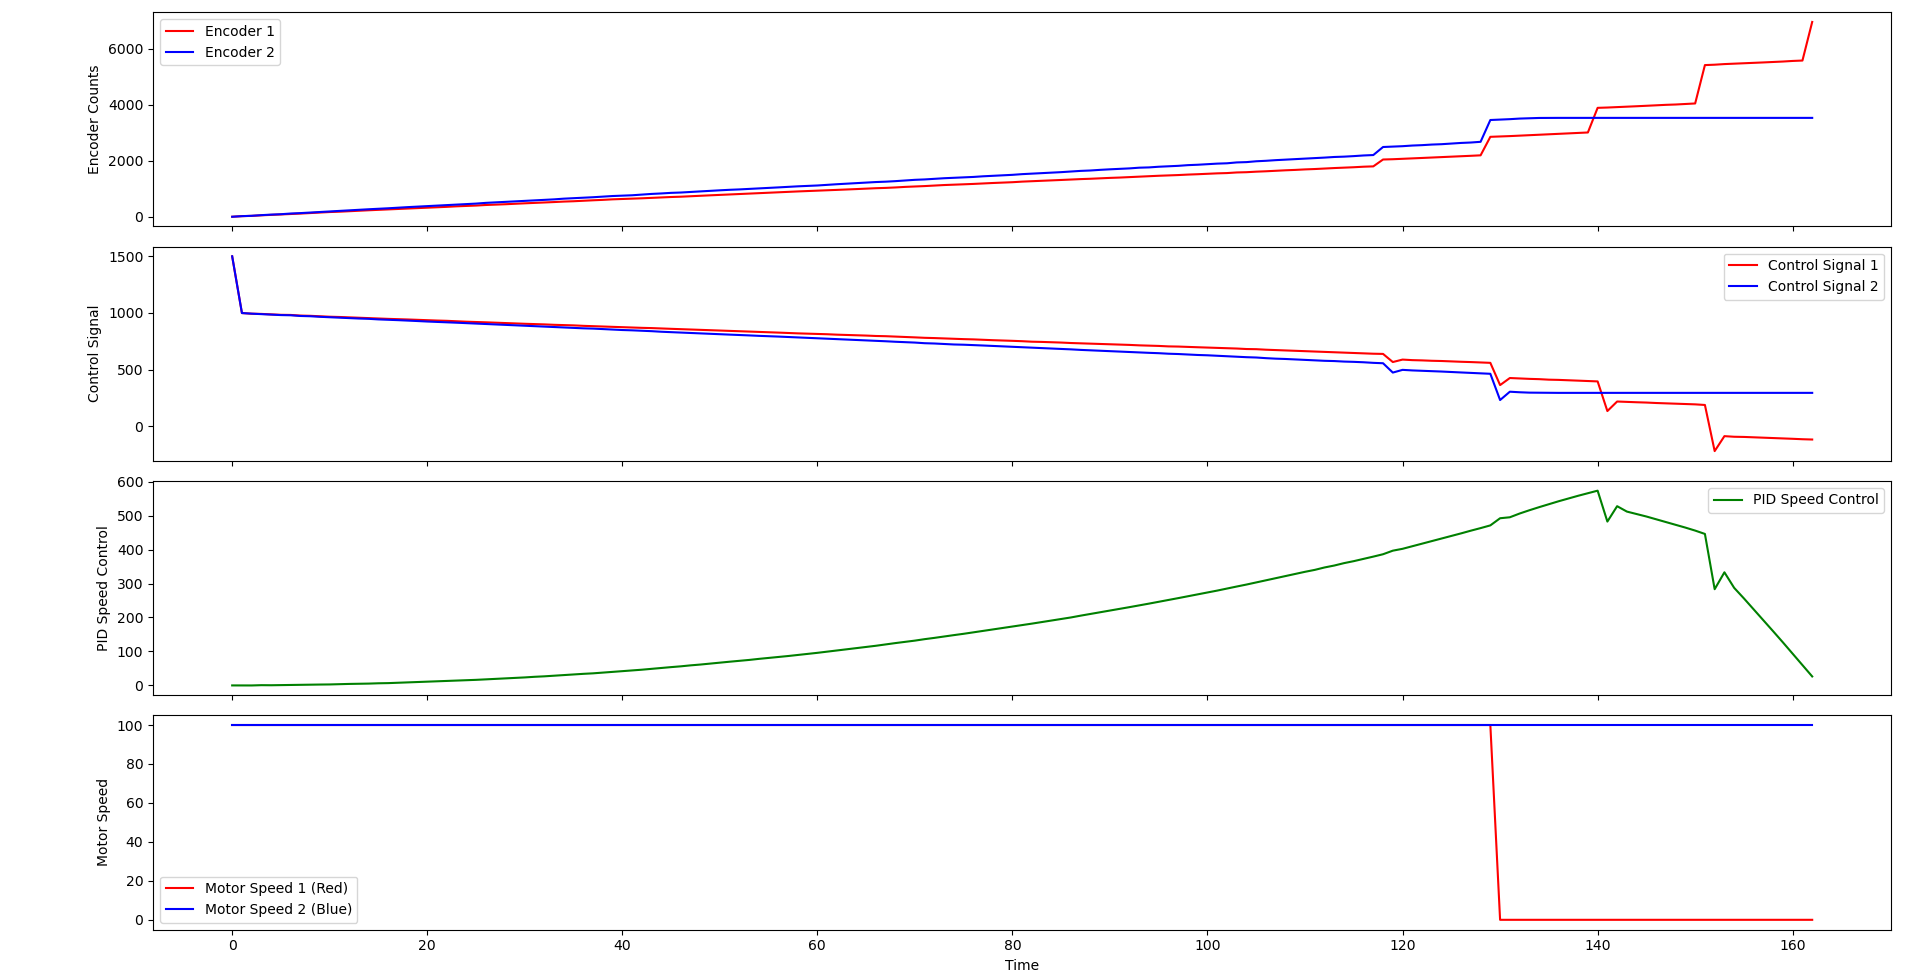 Encoder 1
Encoder 2
Encoder Counts
6000
4000
2000
0
Control Signal 1
Control Signal 2
Control Signal
1500
1000
500
0
PID Speed Control
PID Speed Control
600
500
400
300
200
100
0
Motor Speed
100
80
60
40
20
0
Motor Speed 1 (Red)
Motor Speed 2 (Blue)
0 20 40 60 80 100 120 140 160
Time